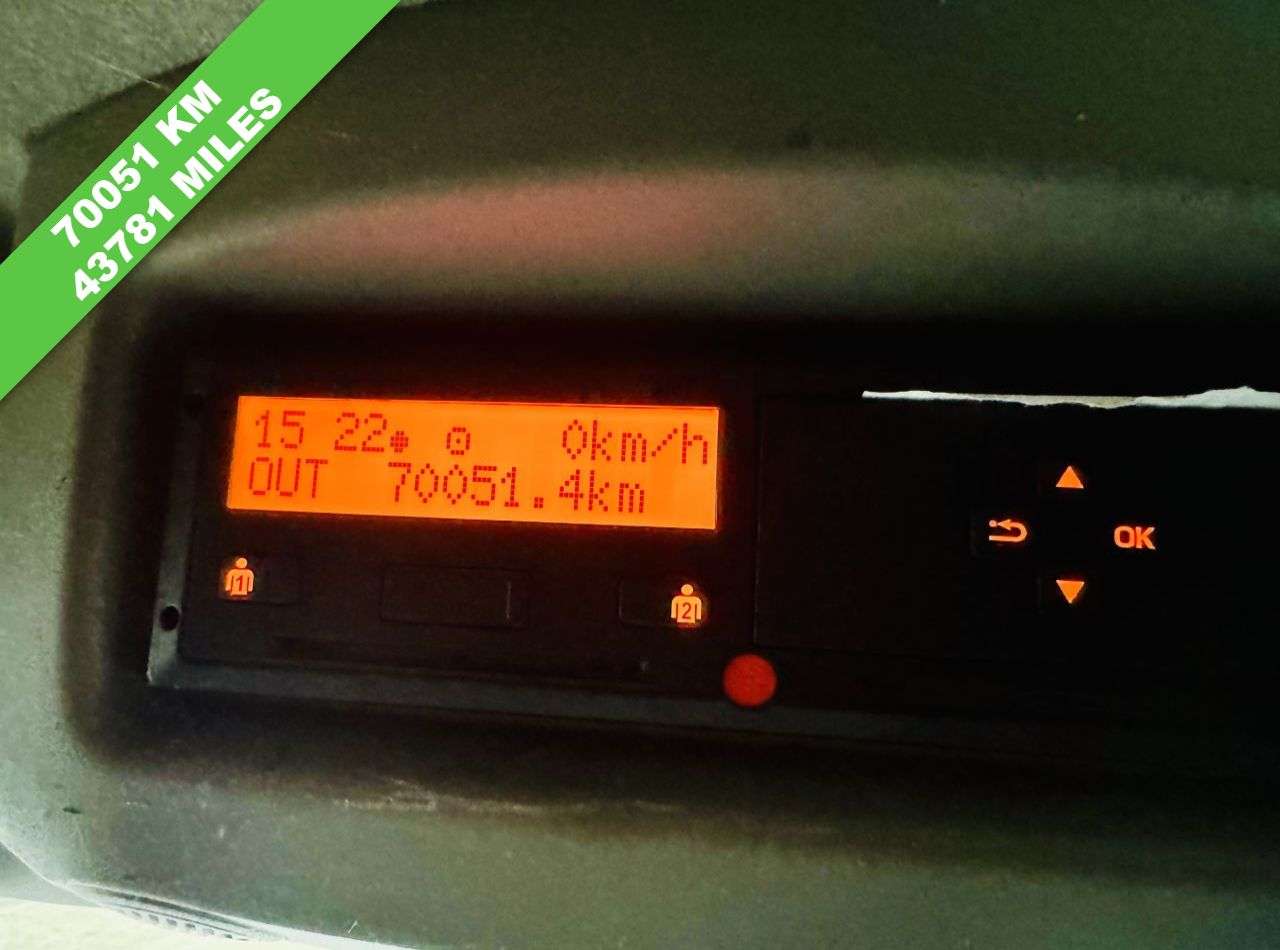 70051 KM
43781 MILES
15 22 0km/h
OUT 70051.4km
1
2
OK